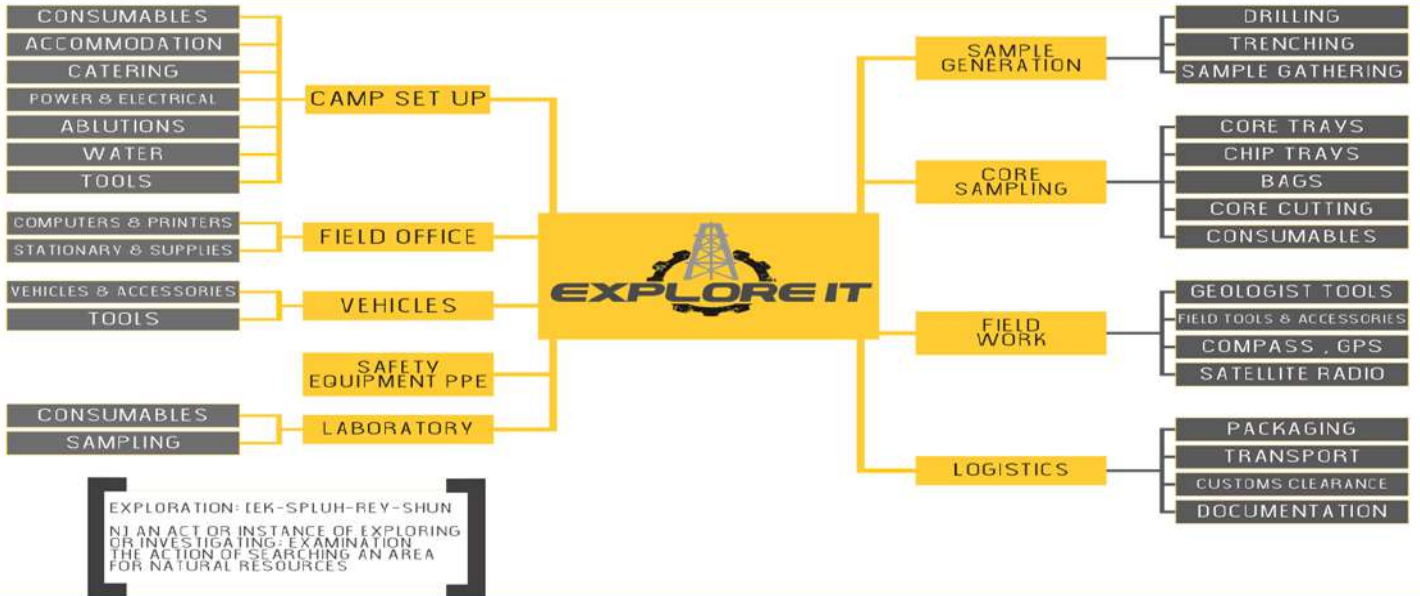 CONSUMABLES
ACCOMMODATION
CATERING
POWER & ELECTRICAL
ABLUTIONS
WATER
TOOLS
CAMP SET UP
COMPUTERS & PRINTERS
STATIONARY & SUPPLIES
FIELD OFFICE
VEHICLES & ACCESSORIES
TOOLS
VEHICLES
SAFETY
EQUIPMENT PPE
CONSUMABLES
SAMPLING
LABORATORY
EXPLORE IT
SAMPLE
GENERATION
DRILLING
TRENCHING
SAMPLE GATHERING
CORE
SAMPLING
CORE TRAYS
CHIP TRAYS
BAGS
CORE CUTTING
CONSUMABLES
FIELD
WORK
GEOLOGIST TOOLS
FIELD TOOLS & ACCESSORIES
COMPASS , GPS
SATELLITE RADIO
LOGISTICS
PACKAGING
TRANSPORT
CUSTOMS CLEARANCE
DOCUMENTATION
EXPLORATION: [EK-SPLUH-REY-SHUN
N] AN ACT OR INSTANCE OF EXPLORING
OR INVESTIGATING; EXAMINATION
THE ACTION OF SEARCHING AN AREA
FOR NATURAL RESOURCES